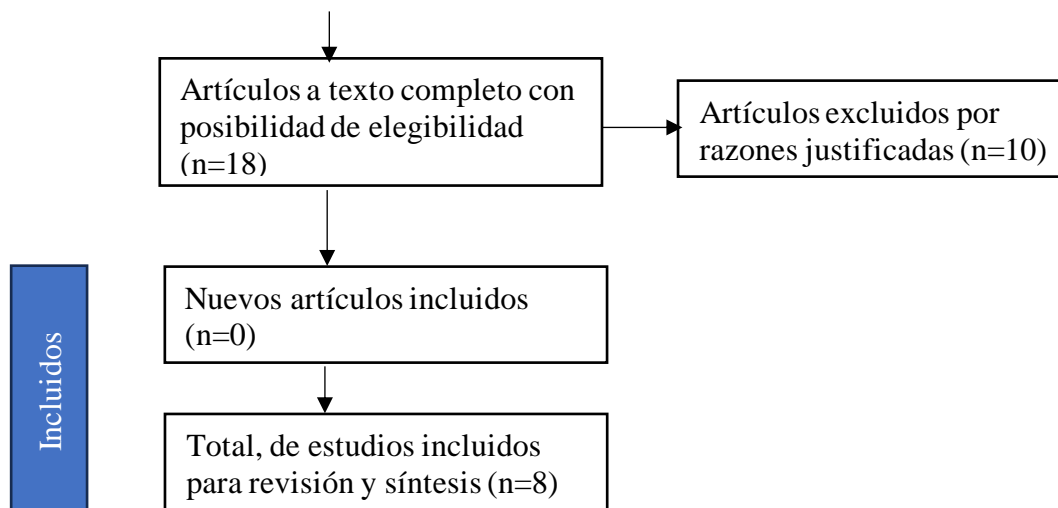 Artículos a texto completo con
posibilidad de elegibilidad
(n=18)
Artículos excluidos por
razones justificadas (n=10)
Nuevos artículos incluidos
(n=0)
Incluidos
Total, de estudios incluidos
para revisión y síntesis (n=8)